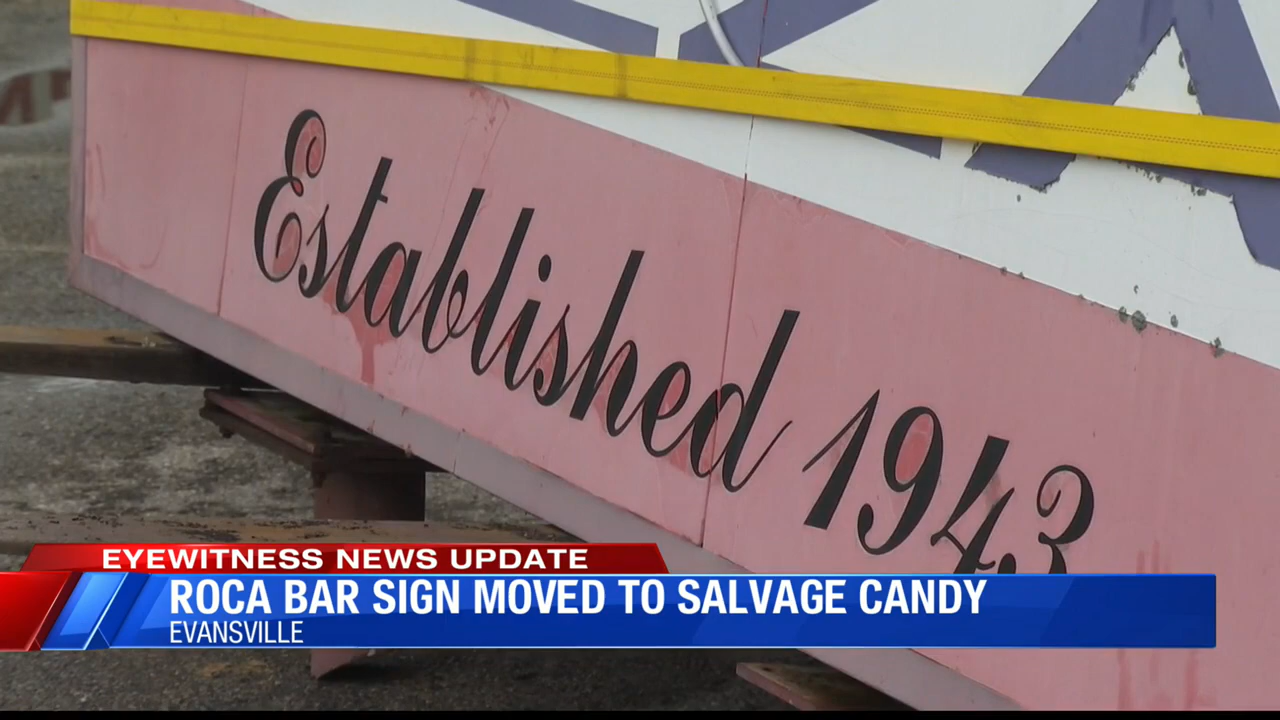 Established 1943
EYEWITNESS NEWS UPDATE
ROCA BAR SIGN MOVED TO SALVAGE CANDY
EVANSVILLE